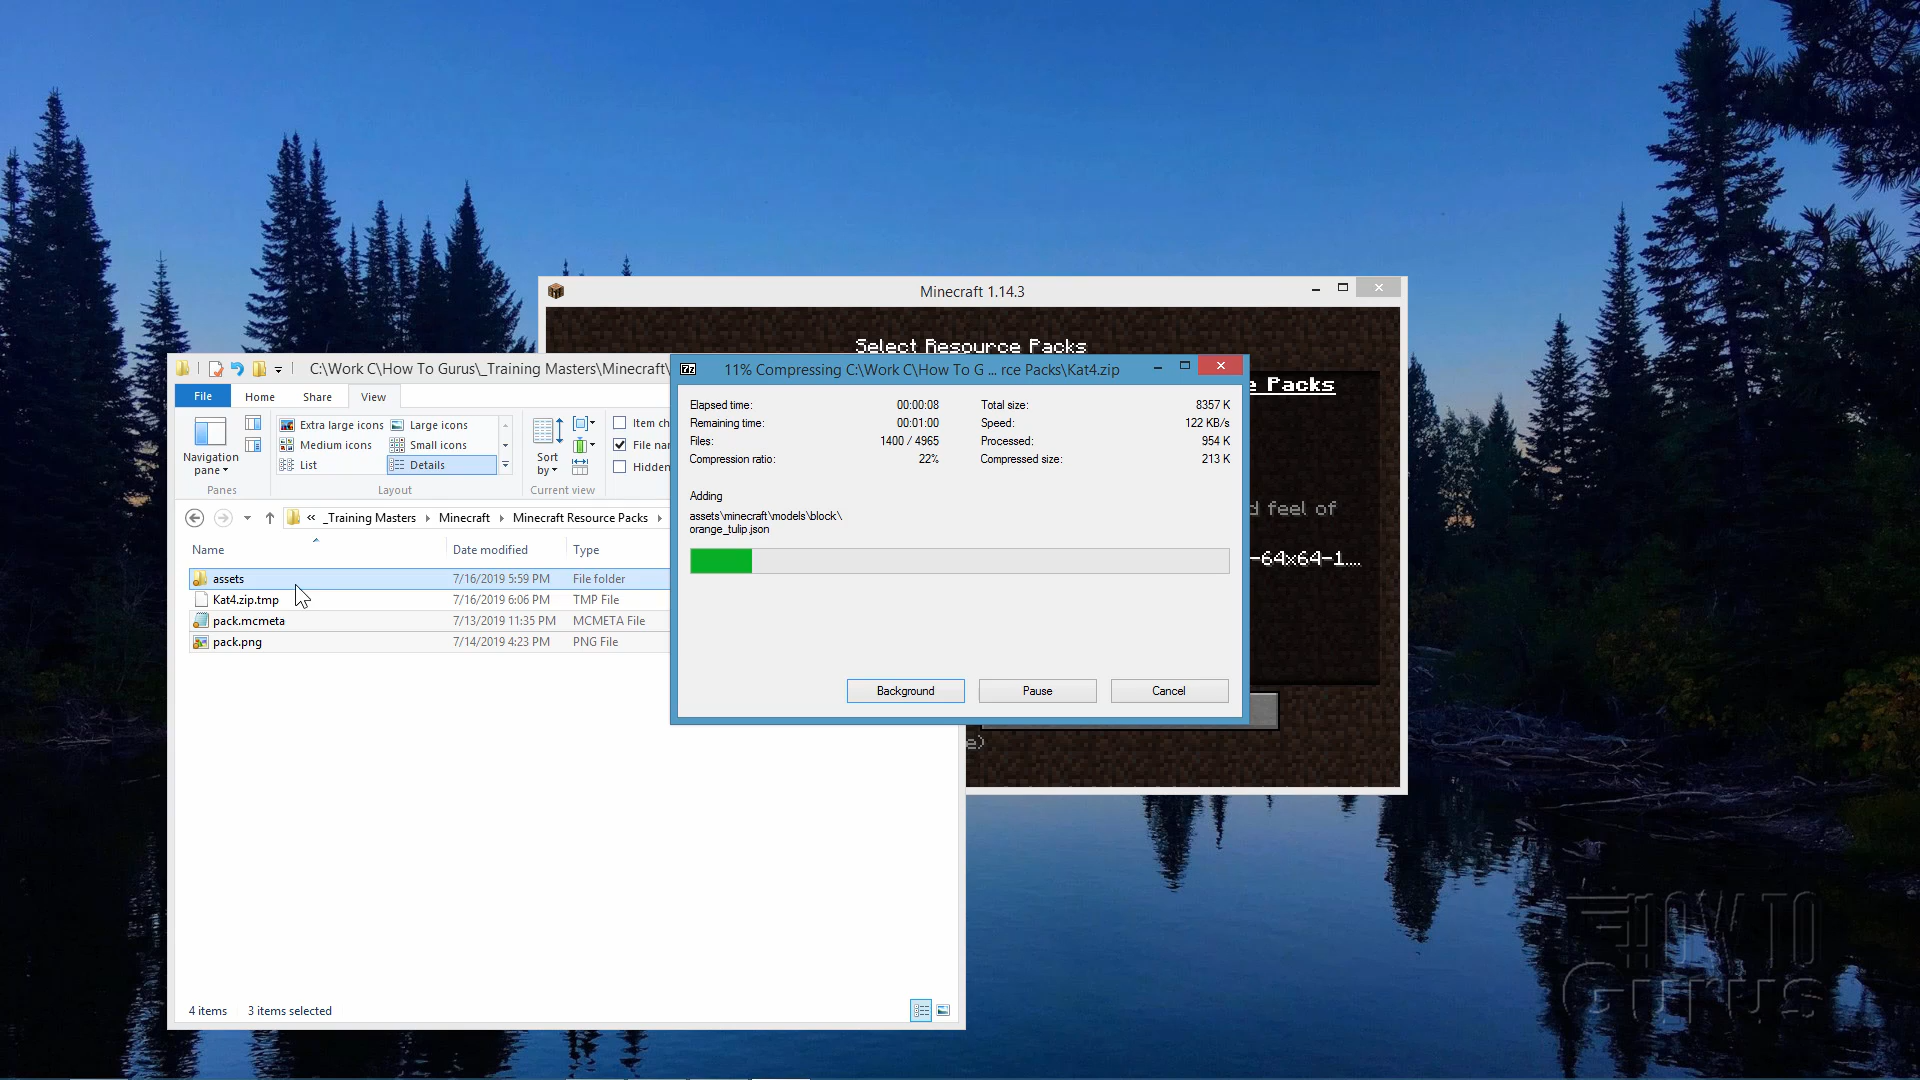 Minecraft 1.14.3
Select Resource Packs
e Packs
d feel of
-64x64-1....
e)
C:\Work C\How To Gurus\_Training Masters\Minecraft\
File
Home
Share
View
Navigation
pane
Extra large icons
Large icons
Medium icons
Small icons
List
Details
Sort
by
Item ch
File nar
Hidden
Panes
Layout
Current view
« _Training Masters
Minecraft
Minecraft Resource Packs
Name
Date modified
Type
assets
7/16/2019 5:59 PM
File folder
Kat4.zip.tmp
7/16/2019 6:06 PM
TMP File
pack.mcmeta
7/13/2019 11:35 PM
MCMETA File
pack.png
7/14/2019 4:23 PM
PNG File
4 items
3 items selected
7z
11% Compressing C:\Work C\How To G ... rce Packs\Kat4.zip
Elapsed time: 00:00:08
Total size: 8357 K
Remaining time: 00:01:00
Speed: 122 KB/s
Files: 1400 / 4965
Processed: 954 K
Compression ratio: 22%
Compressed size: 213 K
Adding
assets\minecraft\models\block\
orange_tulip.json
Background
Pause
Cancel
HOW TO
Gurus